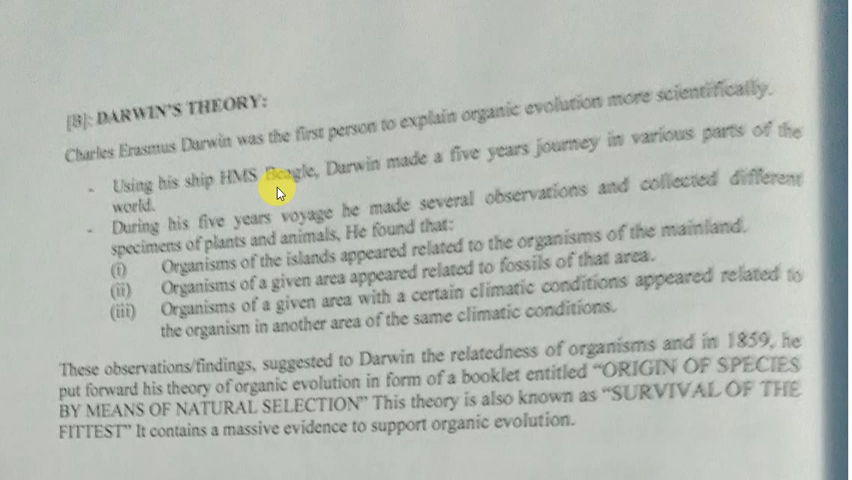 [B]: DARWIN'S THEORY:
Charles Erasmus Darwin was the first person to explain organic evolution more scientifically.
- Using his ship HMS Beagle, Darwin made a five years journey in various parts of the
world.
- During his five years voyage he made several observations and collected different
specimens of plants and animals, He found that:
(i) Organisms of the islands appeared related to the organisms of the mainland.
(ii) Organisms of a given area appeared related to fossils of that area.
(iii) Organisms of a given area with a certain climatic conditions appeared related to
the organism in another area of the same climatic conditions.
These observations/findings, suggested to Darwin the relatedness of organisms and in 1859, he
put forward his theory of organic evolution in form of a booklet entitled "ORIGIN OF SPECIES
BY MEANS OF NATURAL SELECTION" This theory is also known as "SURVIVAL OF THE
FITTEST" It contains a massive evidence to support organic evolution.